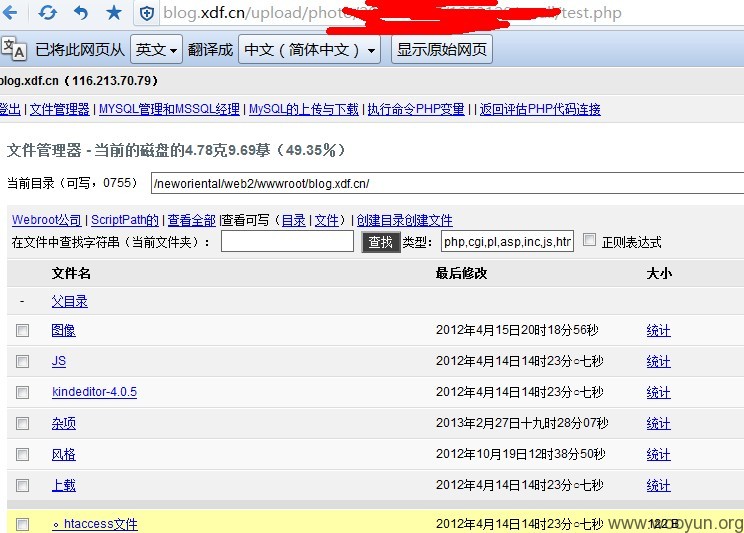 blog.xdf.cn/upload/photo/ /test.php
已将此网页从 英文 翻译成 中文（简体中文） 显示原始网页
blog.xdf.cn（116.213.70.79）
登出 | 文件管理器 | MYSQL管理和MSSQL经理 | MySQL的上传与下载 | 执行命令PHP变量 | | 返回评估PHP代码连接
文件管理器 - 当前的磁盘的4.78克9.69摹（49.35％）
当前目录（可写，0755） /neworiental/web2/wwwroot/blog.xdf.cn/
Webroot公司 | ScriptPath的 | 查看全部 |查看可写（目录 | 文件）| 创建目录创建文件
在文件中查找字符串（当前文件夹）： 查找 类型： php,cgi,pl,asp,inc,js,htr 正则表达式
文件名 最后修改 大小
- 父目录
图像 2012年4月15日20时18分56秒 统计
JS 2012年4月14日14时23分○七秒 统计
kindeditor-4.0.5 2012年4月14日14时23分○七秒 统计
杂项 2013年2月27日十九时28分07秒 统计
风格 2012年10月19日12时38分50秒 统计
上载 2012年4月14日14时23分○七秒 统计
。htaccess文件 2012年4月14日14时23分○七秒
www.wooyun.org